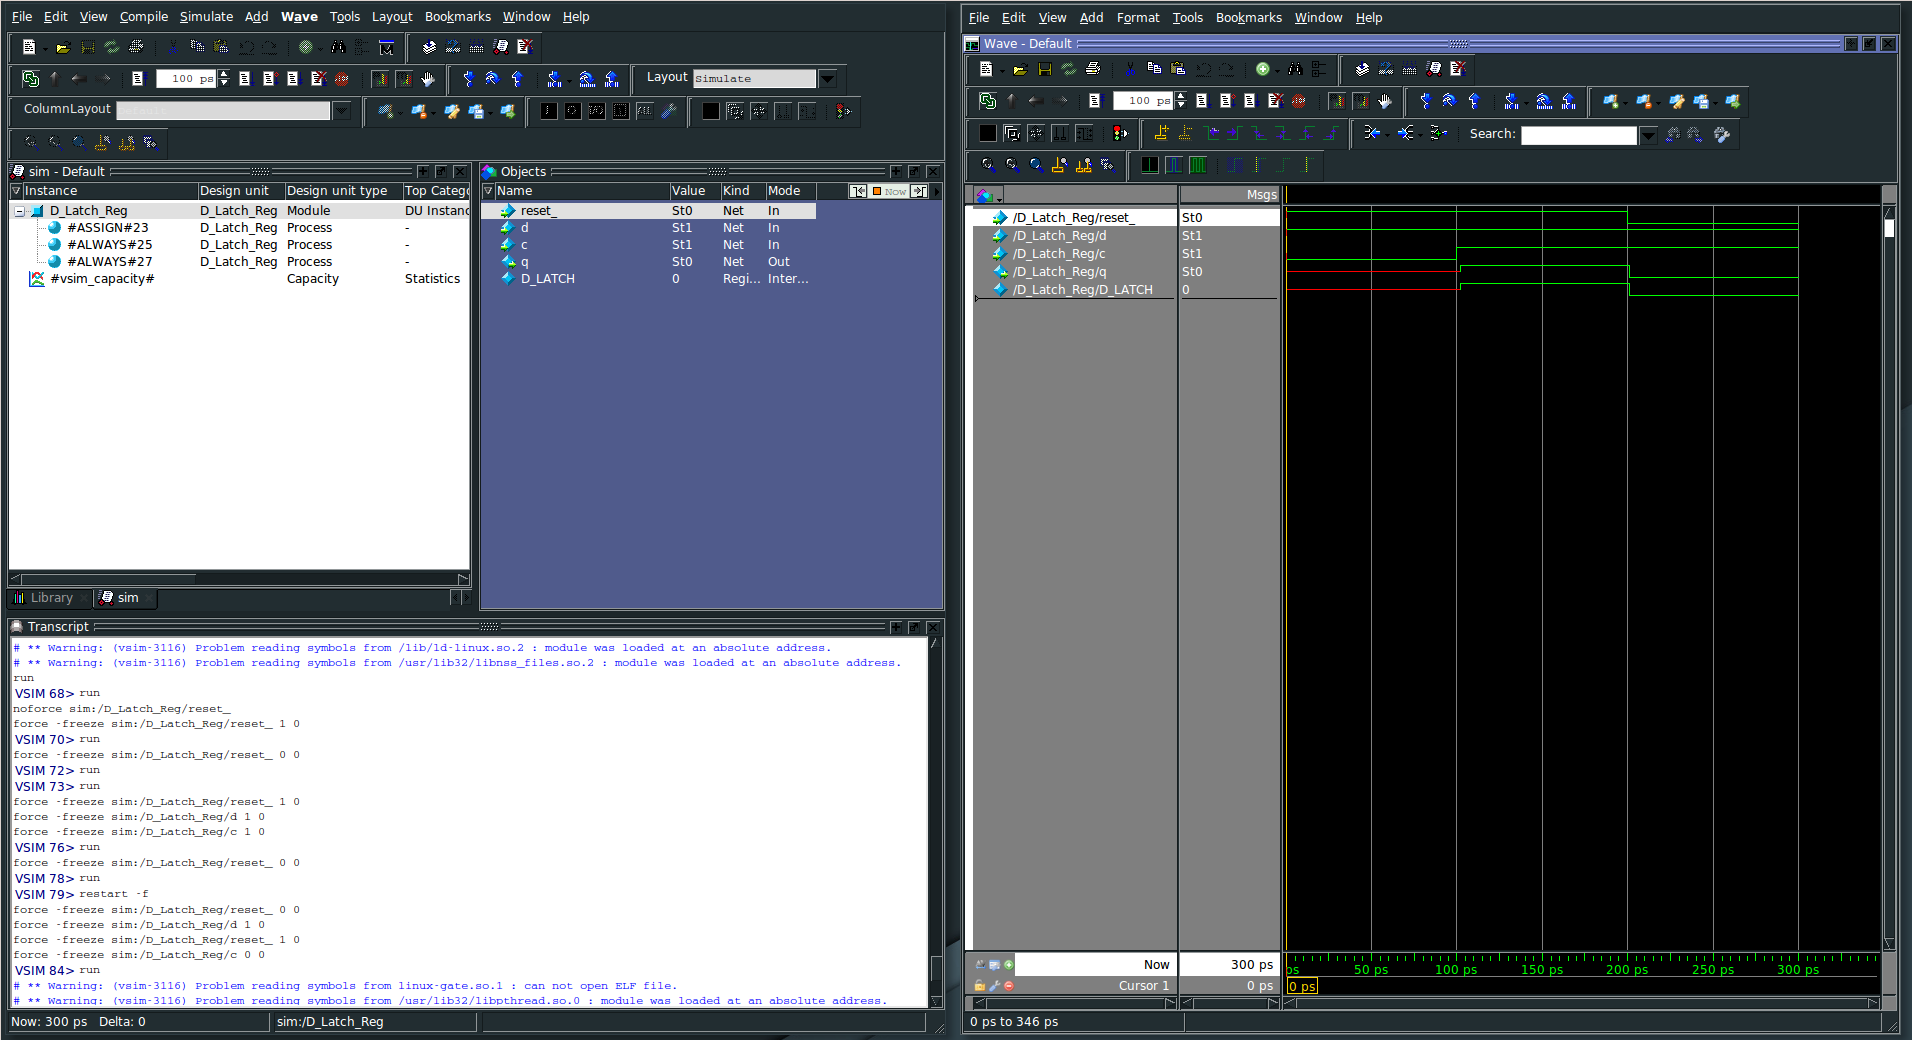 File Edit View Compile Simulate Add Wave Tools Layout Bookmarks Window Help
100 ps
Layout Simulate
ColumnLayout
sim - Default
Instance Design unit Design unit type Top Categ
D_Latch_Reg D_Latch_Reg Module DU Instanc
#ASSIGN#23 D_Latch_Reg Process -
#ALWAYS#25 D_Latch_Reg Process -
#ALWAYS#27 D_Latch_Reg Process -
#vsim_capacity# Capacity Statistics
Library sim
Objects
Name Value Kind Mode Now
reset_ St0 Net In
d St1 Net In
c St1 Net In
q St0 Net Out
D_LATCH 0 Regi... Inter...
Transcript
# ** Warning: (vsim-3116) Problem reading symbols from /lib/ld-linux.so.2 : module was loaded at an absolute address.
# ** Warning: (vsim-3116) Problem reading symbols from /usr/lib32/libnss_files.so.2 : module was loaded at an absolute address.
run
VSIM 68> run
noforce sim:/D_Latch_Reg/reset_
force -freeze sim:/D_Latch_Reg/reset_ 1 0
VSIM 70> run
force -freeze sim:/D_Latch_Reg/reset_ 0 0
VSIM 72> run
VSIM 73> run
force -freeze sim:/D_Latch_Reg/reset_ 1 0
force -freeze sim:/D_Latch_Reg/d 1 0
force -freeze sim:/D_Latch_Reg/c 1 0
VSIM 76> run
force -freeze sim:/D_Latch_Reg/reset_ 0 0
VSIM 78> run
VSIM 79> restart -f
force -freeze sim:/D_Latch_Reg/reset_ 0 0
force -freeze sim:/D_Latch_Reg/d 1 0
force -freeze sim:/D_Latch_Reg/reset_ 1 0
force -freeze sim:/D_Latch_Reg/c 0 0
VSIM 84> run
# ** Warning: (vsim-3116) Problem reading symbols from linux-gate.so.1 : can not open ELF file.
# ** Warning: (vsim-3116) Problem reading symbols from /usr/lib32/libpthread.so.0 : module was loaded at an absolute address.
Now: 300 ps Delta: 0 sim:/D_Latch_Reg
File Edit View Add Format Tools Bookmarks Window Help
Wave - Default
100 ps
Search:
Msgs
/D_Latch_Reg/reset_ St0
/D_Latch_Reg/d St1
/D_Latch_Reg/c St1
/D_Latch_Reg/q St0
/D_Latch_Reg/D_LATCH 0
Now 300 ps ps 50 ps 100 ps 150 ps 200 ps 250 ps 300 ps
Cursor 1 0 ps 0 ps
0 ps to 346 ps